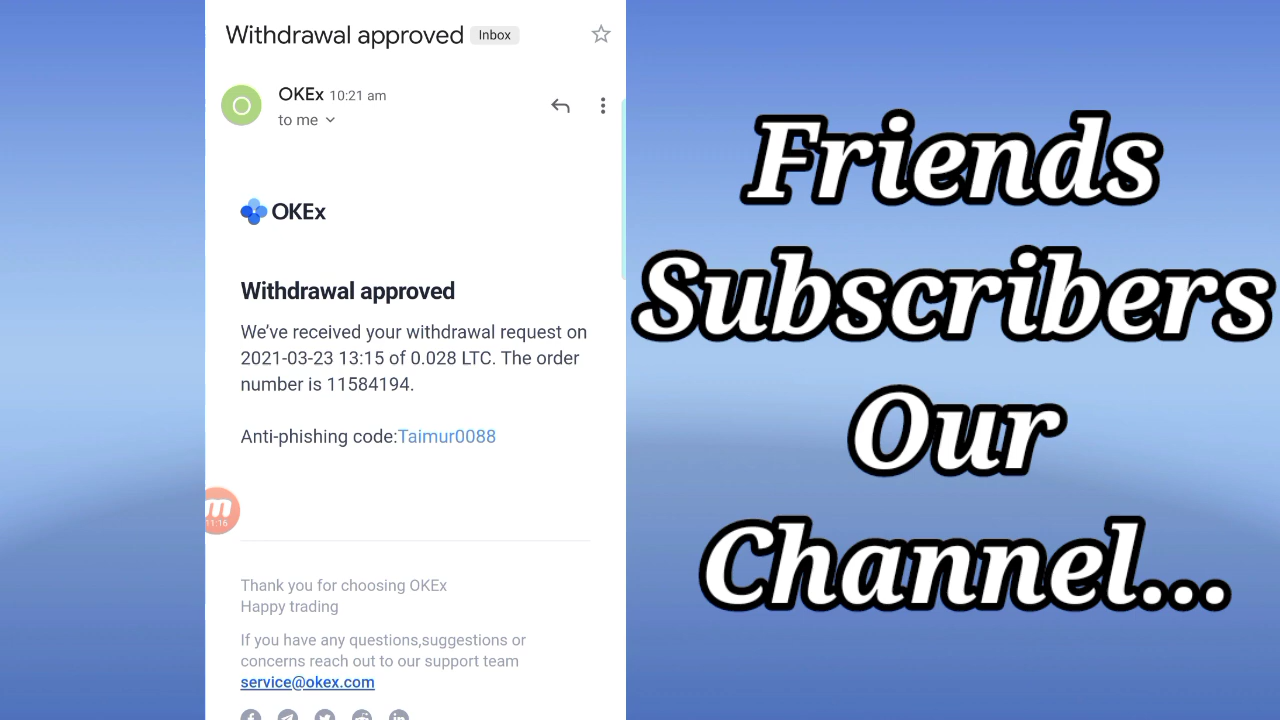 Withdrawal approved Inbox
O
OKEx 10:21 am
to me
OKEx
Withdrawal approved
We’ve received your withdrawal request on
2021-03-23 13:15 of 0.028 LTC. The order
number is 11584194.
Anti-phishing code:Taimur0088
m
11:16
Thank you for choosing OKEx
Happy trading
If you have any questions,suggestions or
concerns reach out to our support team
service@okex.com
Friends
Subscribers
Our
Channel...